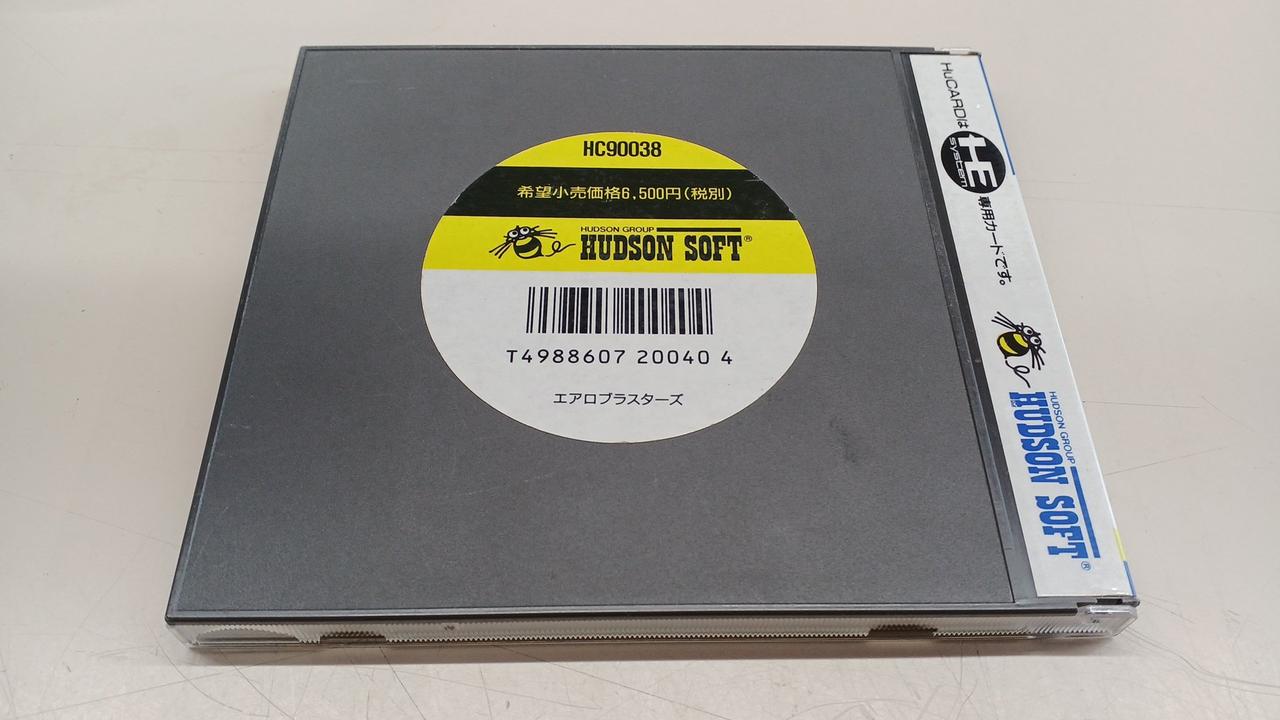 HC90038
希望小売価格6,500円(税別)
HUDSON GROUP
HUDSON SOFT®
T4988607 20040 4
エアロブラスターズ
HuCARDは HE system 専用カードです。
HUDSON GROUP
HUDSON SOFT®